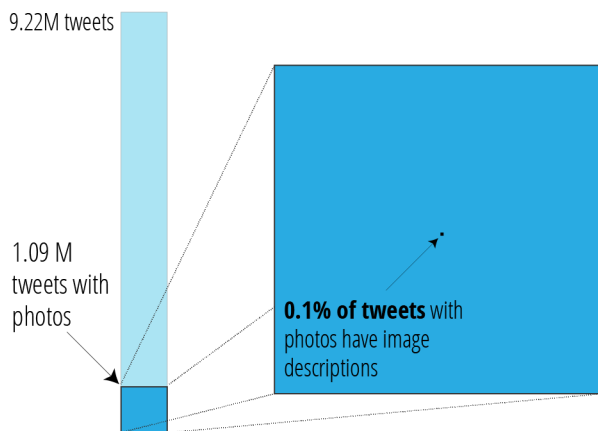 9.22M tweets
1.09 M
tweets with
photos
0.1% of tweets with
photos have image
descriptions